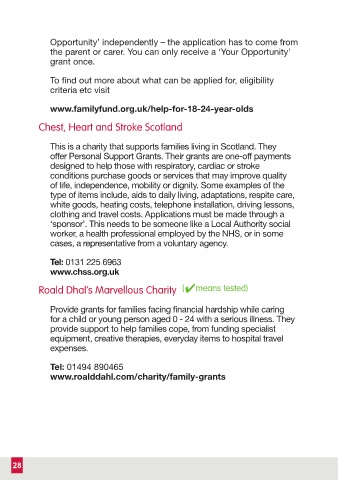 Opportunity' independently – the application has to come from
the parent or carer. You can only receive a 'Your Opportunity'
grant once.
To find out more about what can be applied for, eligibility
criteria etc visit
www.familyfund.org.uk/help-for-18-24-year-olds
Chest, Heart and Stroke Scotland
This is a charity that supports families living in Scotland. They
offer Personal Support Grants. Their grants are one-off payments
designed to help those with respiratory, cardiac or stroke
conditions purchase goods or services that may improve quality
of life, independence, mobility or dignity. Some examples of the
type of items include, aids to daily living, adaptations, respite care,
white goods, heating costs, telephone installation, driving lessons,
clothing and travel costs. Applications must be made through a
'sponsor'. This needs to be someone like a Local Authority social
worker, a health professional employed by the NHS, or in some
cases, a representative from a voluntary agency.
Tel: 0131 225 6963
www.chss.org.uk
Roald Dhal's Marvellous Charity (✔means tested)
Provide grants for families facing financial hardship while caring
for a child or young person aged 0 - 24 with a serious illness. They
provide support to help families cope, from funding specialist
equipment, creative therapies, everyday items to hospital travel
expenses.
Tel: 01494 890465
www.roalddahl.com/charity/family-grants
28